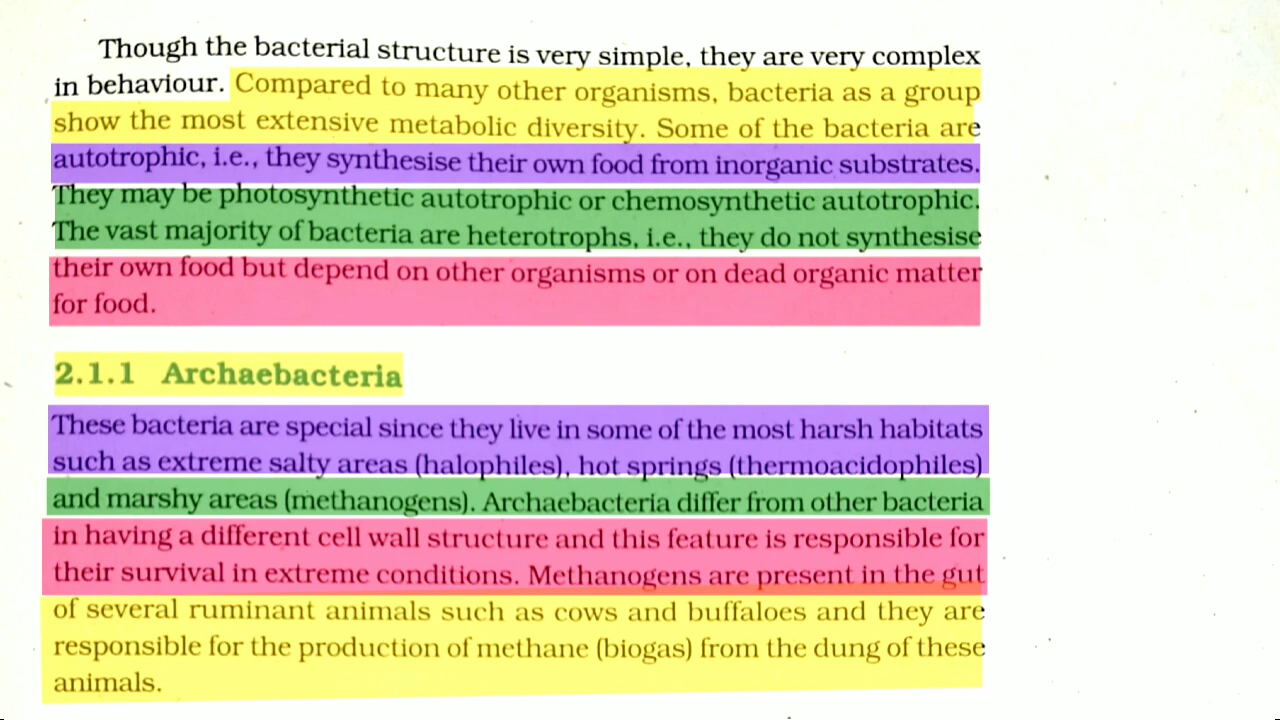 Though the bacterial structure is very simple, they are very complex
in behaviour. Compared to many other organisms, bacteria as a group
show the most extensive metabolic diversity. Some of the bacteria are
autotrophic, i.e., they synthesise their own food from inorganic substrates.
They may be photosynthetic autotrophic or chemosynthetic autotrophic.
The vast majority of bacteria are heterotrophs, i.e., they do not synthesise
their own food but depend on other organisms or on dead organic matter
for food.
2.1.1 Archaebacteria
These bacteria are special since they live in some of the most harsh habitats
such as extreme salty areas (halophiles), hot springs (thermoacidophiles)
and marshy areas (methanogens). Archaebacteria differ from other bacteria
in having a different cell wall structure and this feature is responsible for
their survival in extreme conditions. Methanogens are present in the gut
of several ruminant animals such as cows and buffaloes and they are
responsible for the production of methane (biogas) from the dung of these
animals.